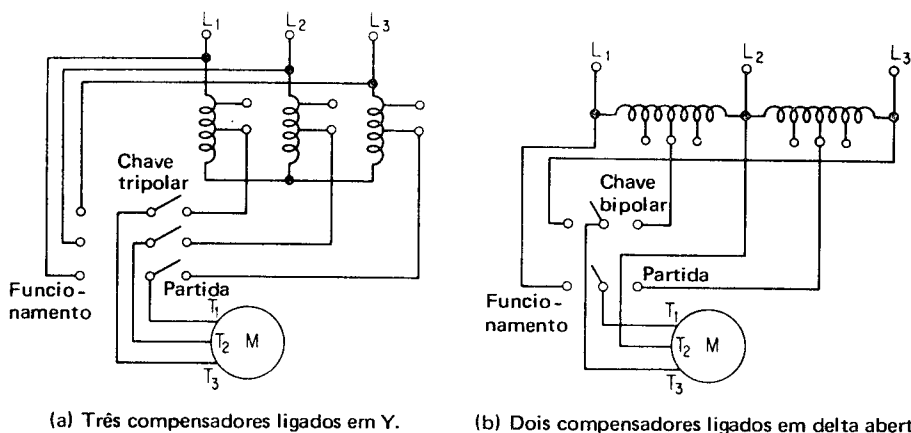 L1
L2
L3
Chave
tripolar
Funcio-
namento
Partida
T1
T2
M
T3
(a) Três compensadores ligados em Y.
L1
L2
L3
Chave
bipolar
Funcio-
namento
Partida
T1
T2
M
T3
(b) Dois compensadores ligados em delta abert